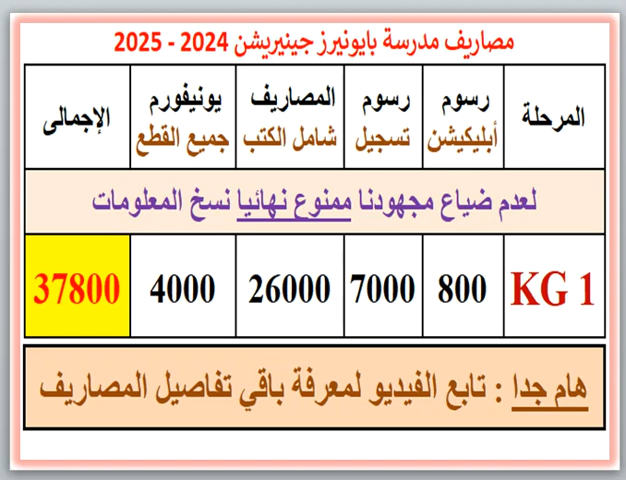 مصاريف مدرسة بايونيرز جينيريشن 2024 - 2025
المرحلة
رسوم
أبليكيشن
رسوم
تسجيل
المصاريف
شامل الكتب
يونيفورم
جميع القطع
الإجمالى
لعدم ضياع مجهودنا ممنوع نهائيا نسخ المعلومات
KG 1
800
7000
26000
4000
37800
هام جدا : تابع الفيديو لمعرفة باقي تفاصيل المصاريف